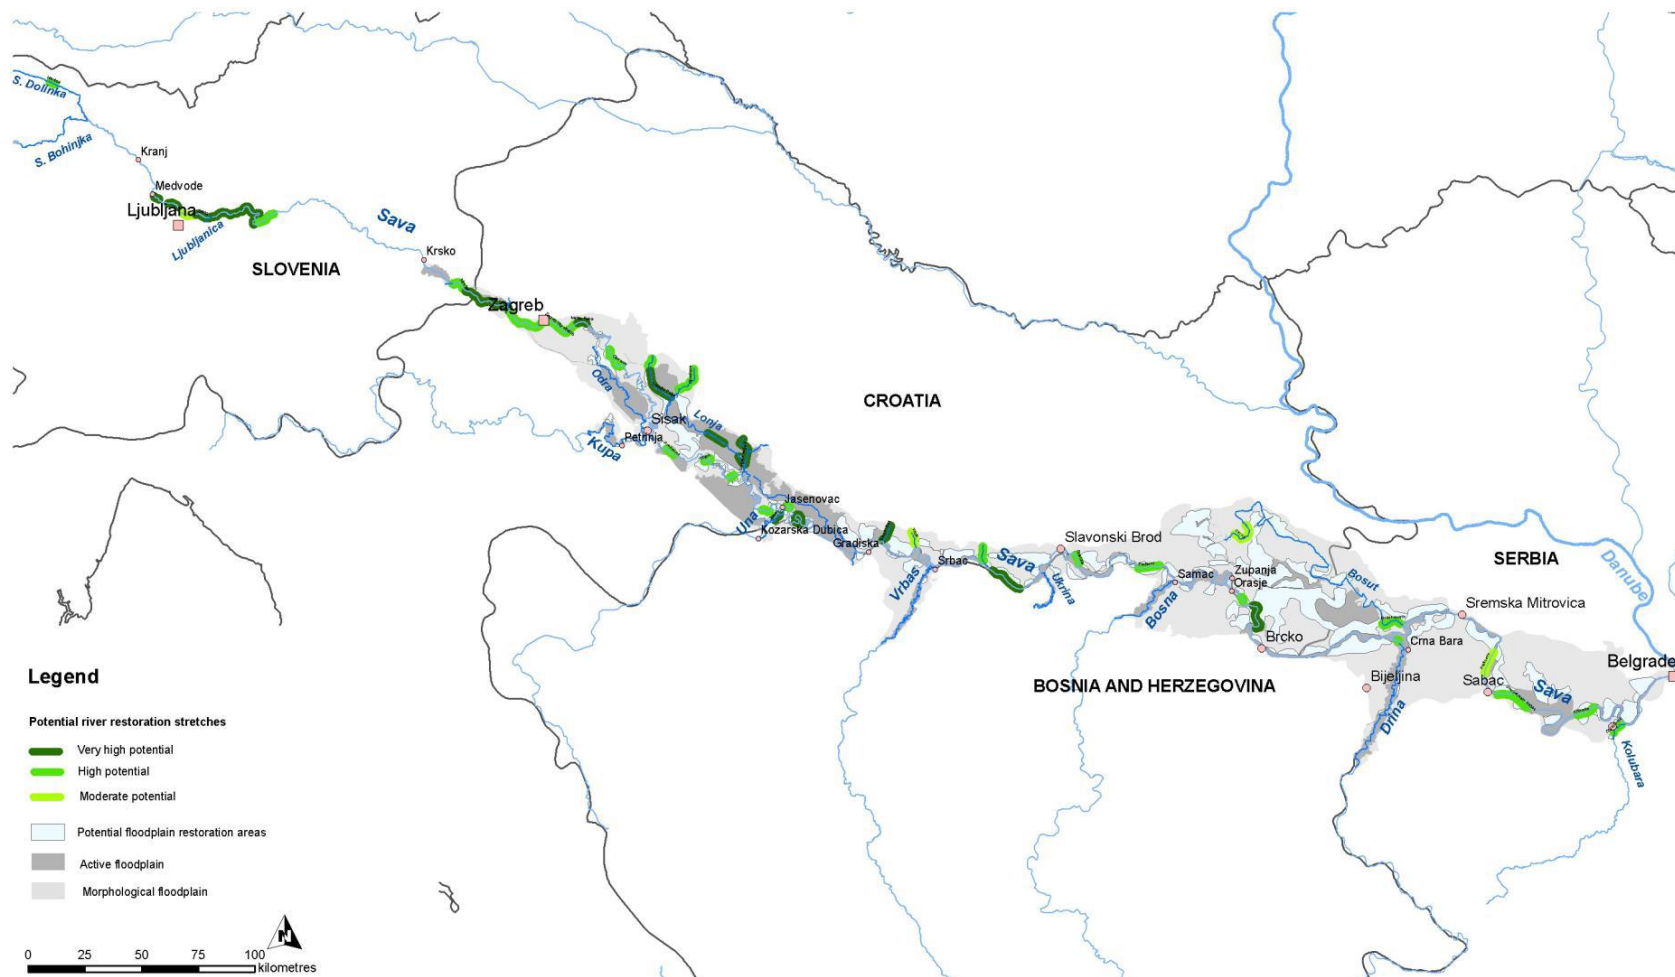 S. Dolinka
S. Bohinjka
Kranj
Medvode
Ljubljana
Ljubljanica
Sava
Krsko
SLOVENIA
Zagreb
Odra
CROATIA
Sisak
Lonja
Petrinja
Kupa
Jasenovac
Una
Kozarska Dubica
Gradiska
Slavonski Brod
Srbac
Sava
Vrbas
Ukrina
Samac
Bosna
Zupanja
Orasje
Bosut
SERBIA
Danube
Sremska Mitrovica
Brcko
Crna Bara
BOSNIA AND HERZEGOVINA
Bijeljina
Drina
Sabac
Sava
Belgrade
Kolubara
Legend
Potential river restoration stretches
Very high potential
High potential
Moderate potential
Potential floodplain restoration areas
Active floodplain
Morphological floodplain
N
0 25 50 75 100
kilometres